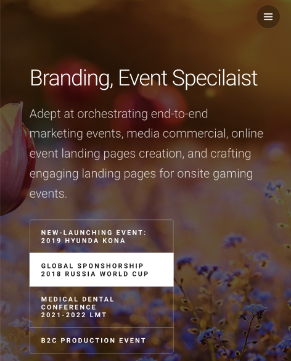 Branding, Event Specilaist
Adept at orchestrating end-to-end
marketing events, media commercial, online
event landing pages creation, and crafting
engaging landing pages for onsite gaming
events.
NEW-LAUNCHING EVENT:
2019 HYUNDA KONA
GLOBAL SPONSHORSHIP
2018 RUSSIA WORLD CUP
MEDICAL DENTAL
CONFERENCE
2021-2022 LMT
B2C PRODUCTION EVENT